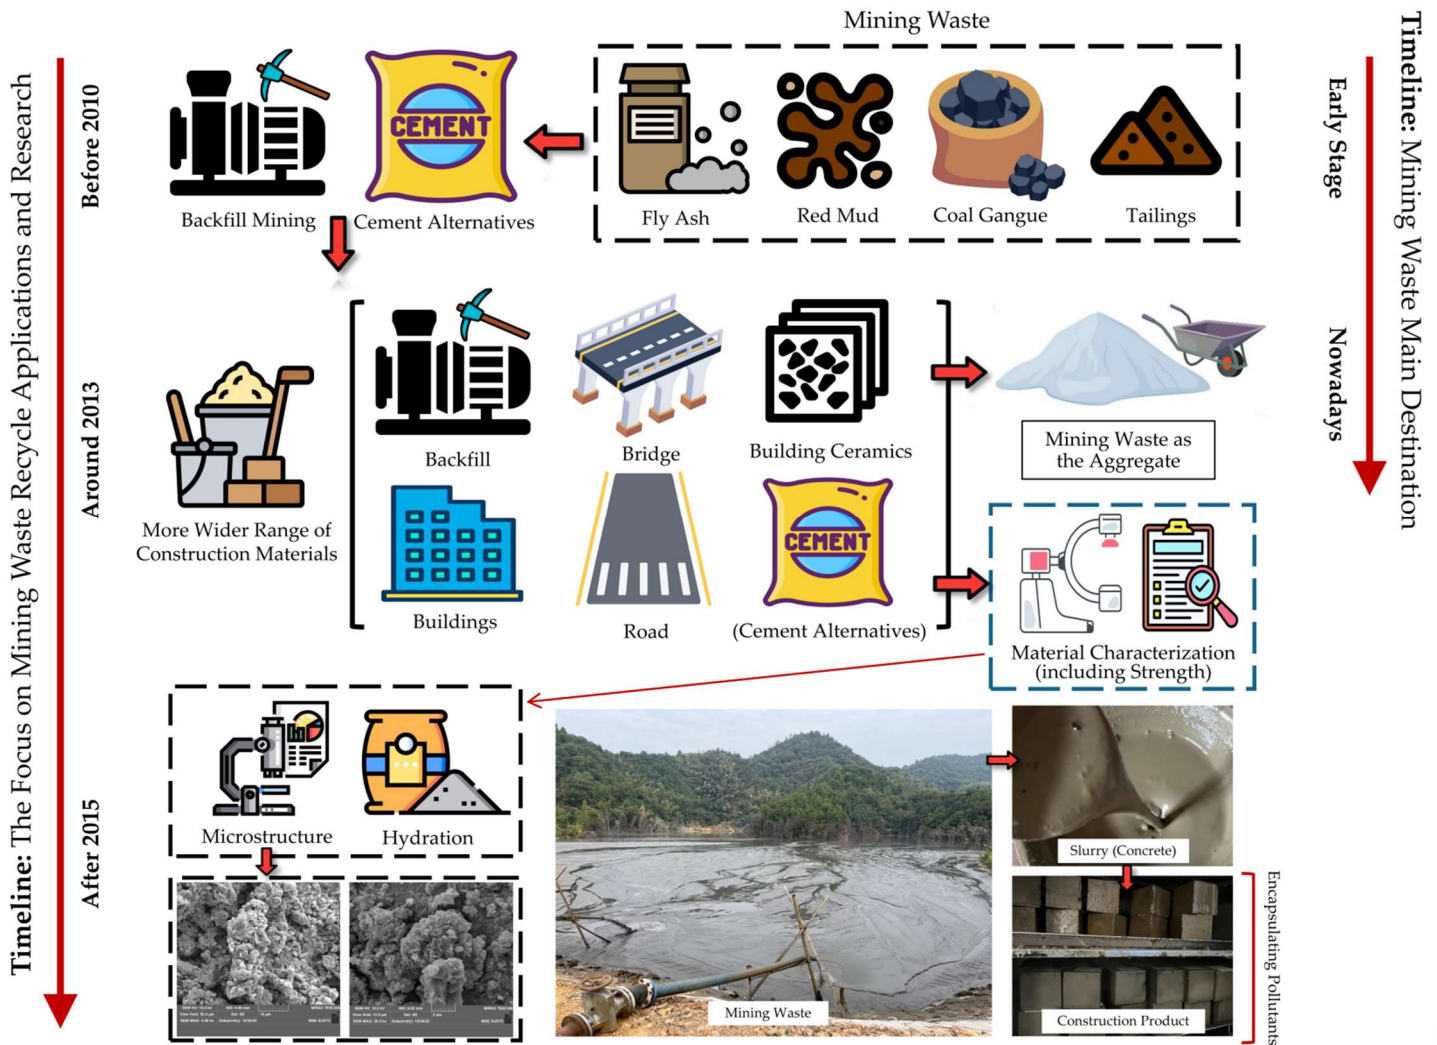 Mining Waste
Timeline: The Focus on Mining Waste Recycle Applications and Research
Before 2010
CEMENT
Backfill Mining
Cement Alternatives
Fly Ash
Red Mud
Coal Gangue
Tailings
Early Stage
Timeline: Mining Waste Main Destination
Around 2013
More Wider Range of
Construction Materials
Backfill
Bridge
Building Ceramics
Buildings
Road
CEMENT
(Cement Alternatives)
Mining Waste as
the Aggregate
Nowadays
Material Characterization
(including Strength)
After 2015
Microstructure
Hydration
Mining Waste
Slurry (Concrete)
Construction Product
Encapsulating Pollutants